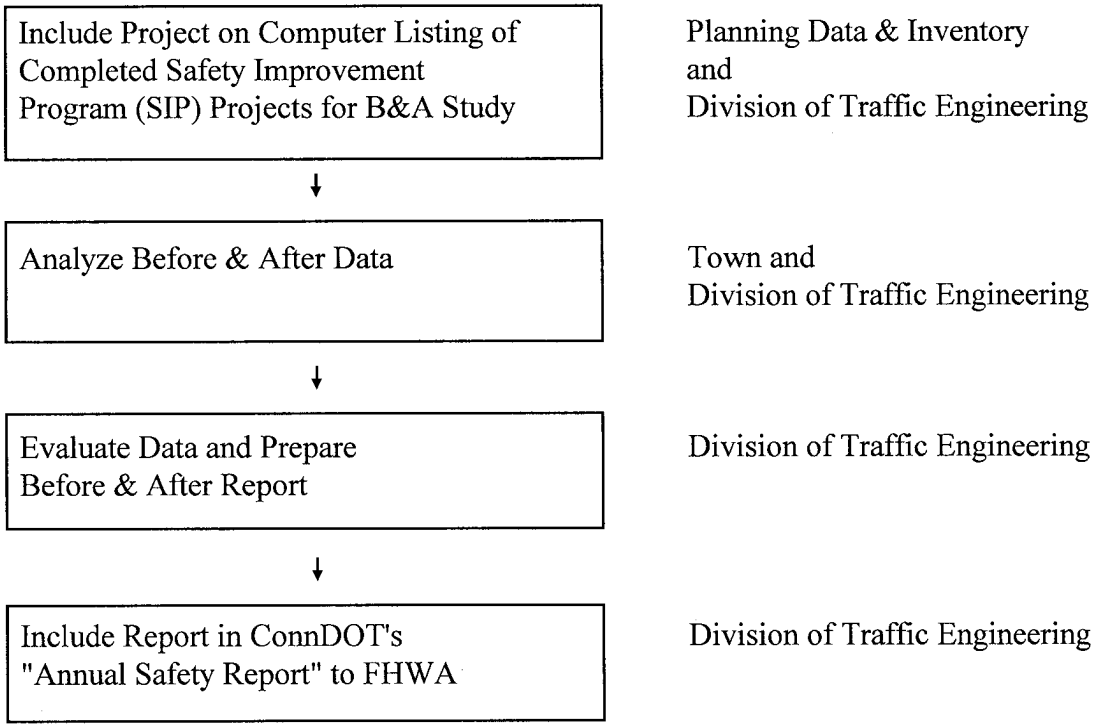 Include Project on Computer Listing of
Completed Safety Improvement
Program (SIP) Projects for B&A Study
Planning Data & Inventory
and
Division of Traffic Engineering
Analyze Before & After Data
Town and
Division of Traffic Engineering
Evaluate Data and Prepare
Before & After Report
Division of Traffic Engineering
Include Report in ConnDOT's
"Annual Safety Report" to FHWA
Division of Traffic Engineering